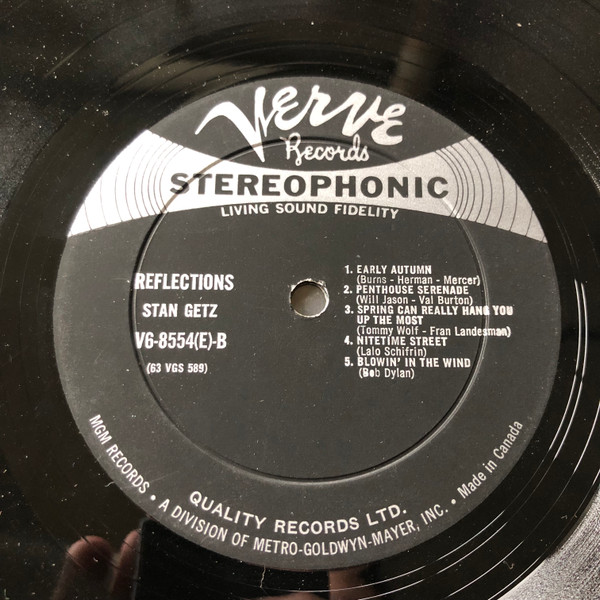 Verve
Records
STEREOPHONIC
LIVING SOUND FIDELITY
REFLECTIONS
STAN GETZ
V6-8554(E)-B
(63 VGS 589)
1. EARLY AUTUMN
(Burns - Herman - Mercer)
2. PENTHOUSE SERENADE
(Will Jason - Val Burton)
3. SPRING CAN REALLY HANG YOU
UP THE MOST
(Tommy Wolf - Fran Landesman)
4. NITETIME STREET
(Lalo Schifrin)
5. BLOWIN' IN THE WIND
(Bob Dylan)
QUALITY RECORDS LTD.
MGM RECORDS • A DIVISION OF METRO-GOLDWYN-MAYER, INC. • Made in Canada